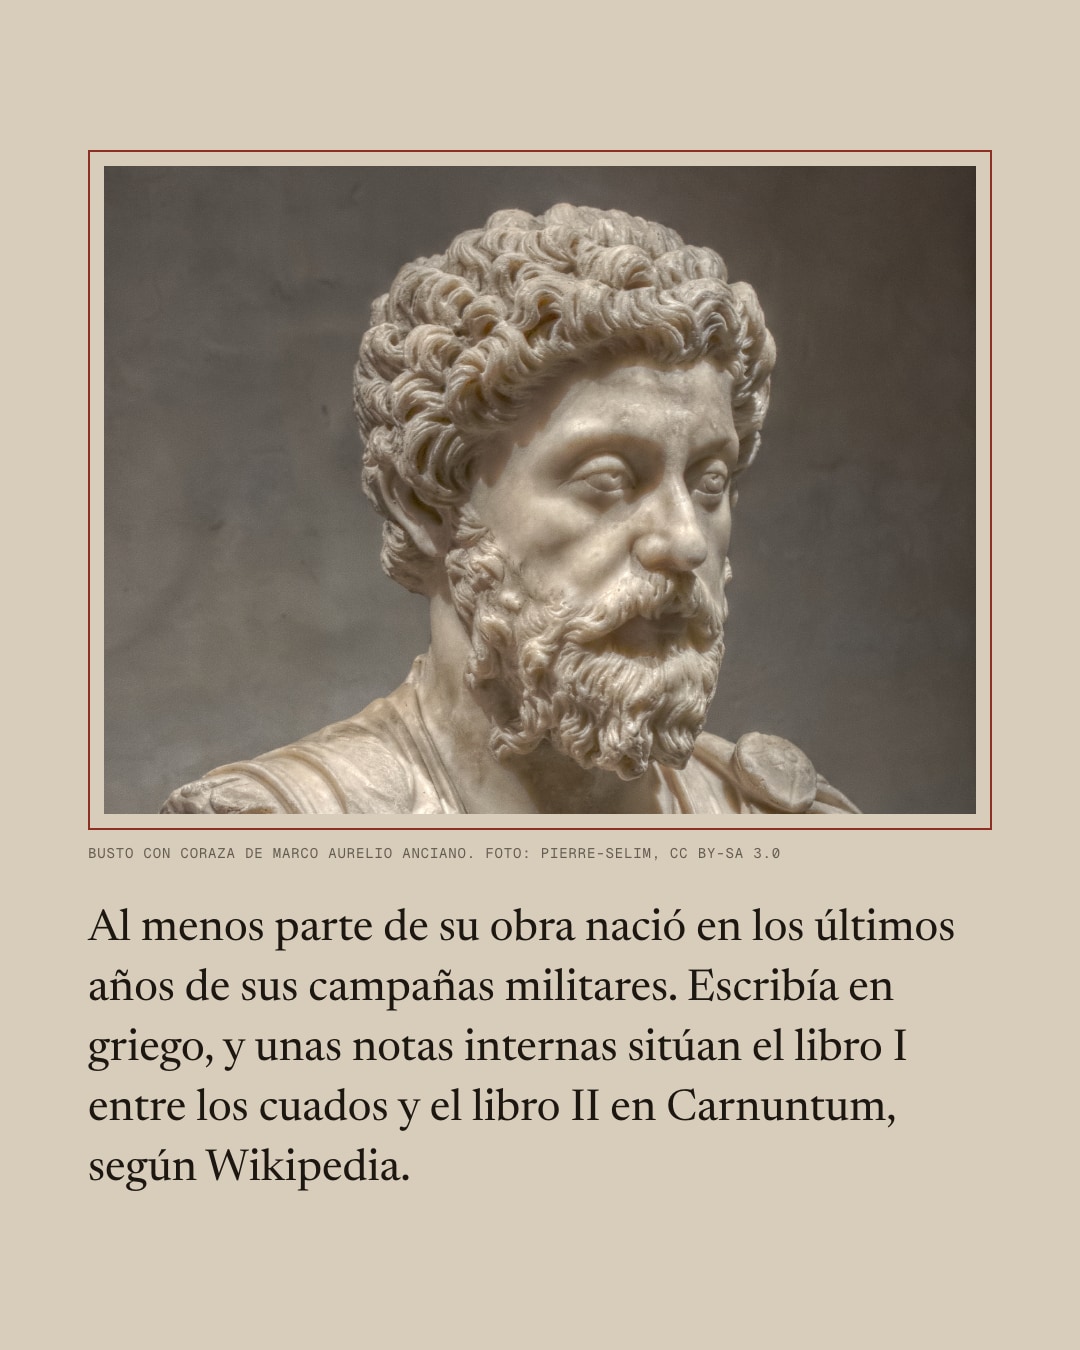 BUSTO CON CORAZA DE MARCO AURELIO ANCIANO. FOTO: PIERRE-SELIM, CC BY-SA 3.0
Al menos parte de su obra nació en los últimos
años de sus campañas militares. Escribía en
griego, y unas notas internas sitúan el libro I
entre los cuados y el libro II en Carnuntum,
según Wikipedia.